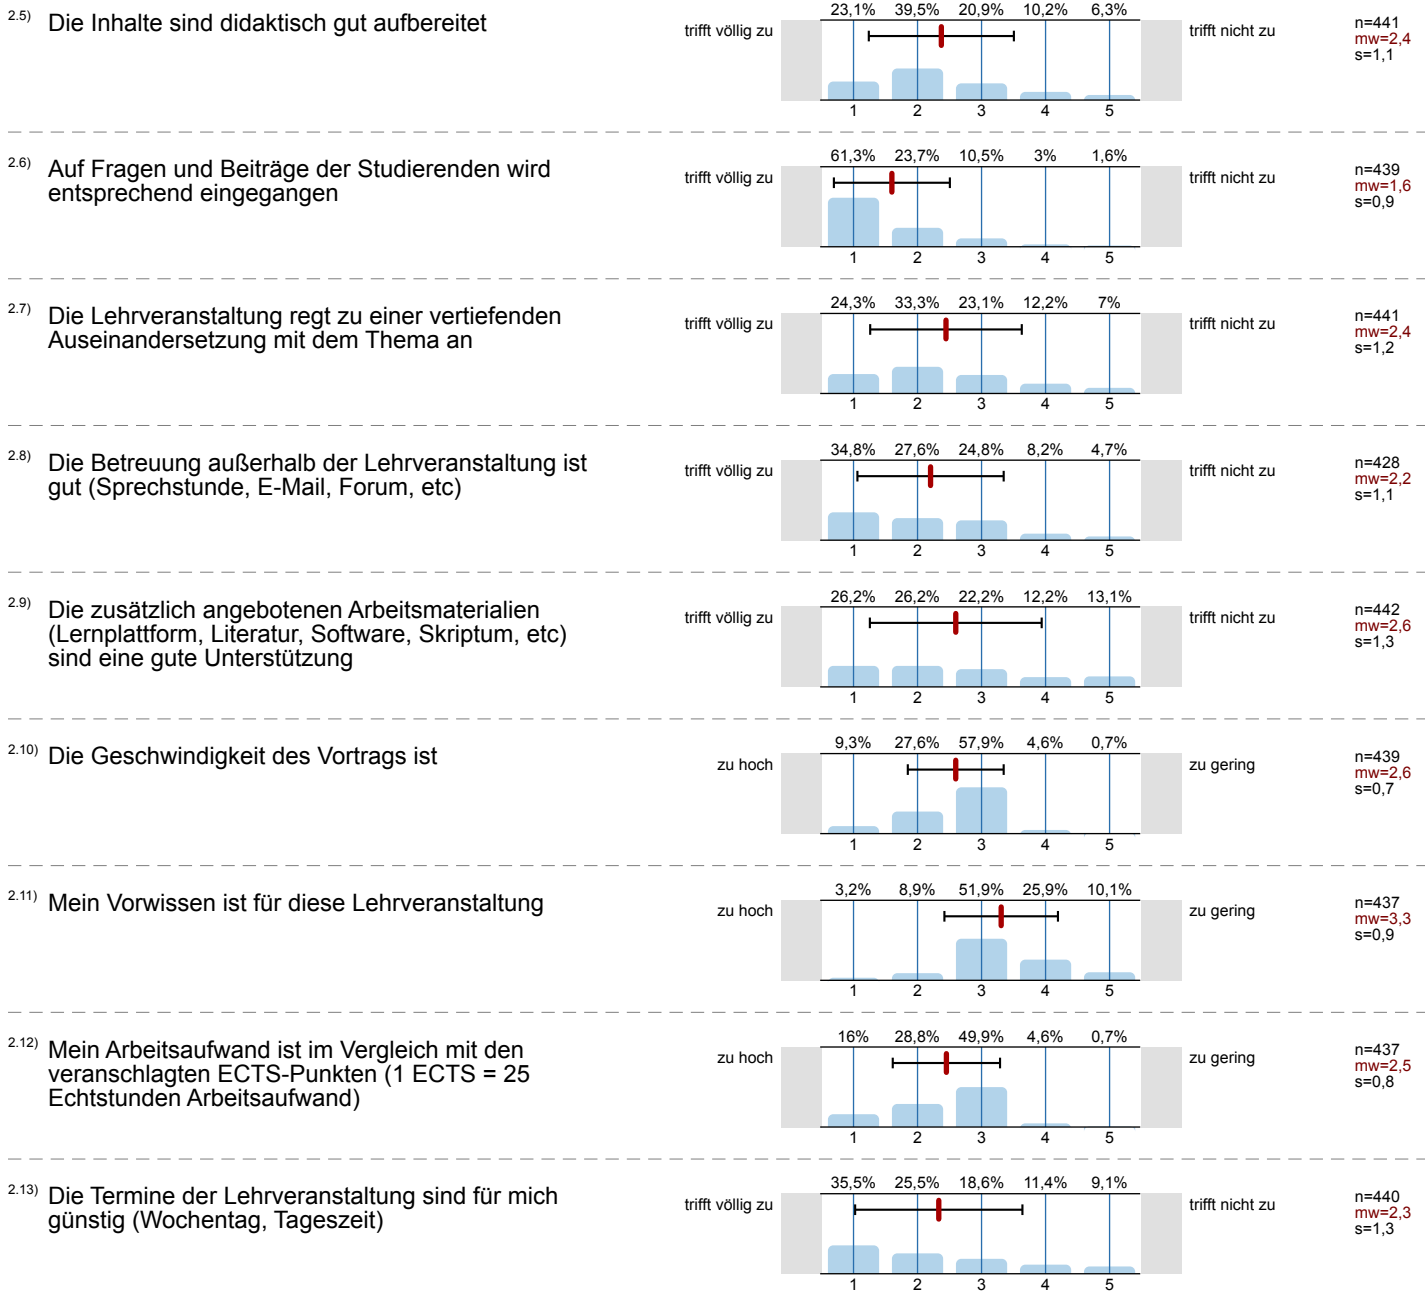 2.5) Die Inhalte sind didaktisch gut aufbereitet
trifft völlig zu
23,1% 39,5% 20,9% 10,2% 6,3%
1 2 3 4 5
trifft nicht zu
n=441
mw=2,4
s=1,1
2.6) Auf Fragen und Beiträge der Studierenden wird
entsprechend eingegangen
trifft völlig zu
61,3% 23,7% 10,5% 3% 1,6%
1 2 3 4 5
trifft nicht zu
n=439
mw=1,6
s=0,9
2.7) Die Lehrveranstaltung regt zu einer vertiefenden
Auseinandersetzung mit dem Thema an
trifft völlig zu
24,3% 33,3% 23,1% 12,2% 7%
1 2 3 4 5
trifft nicht zu
n=441
mw=2,4
s=1,2
2.8) Die Betreuung außerhalb der Lehrveranstaltung ist
gut (Sprechstunde, E-Mail, Forum, etc)
trifft völlig zu
34,8% 27,6% 24,8% 8,2% 4,7%
1 2 3 4 5
trifft nicht zu
n=428
mw=2,2
s=1,1
2.9) Die zusätzlich angebotenen Arbeitsmaterialien
(Lernplattform, Literatur, Software, Skriptum, etc)
sind eine gute Unterstützung
trifft völlig zu
26,2% 26,2% 22,2% 12,2% 13,1%
1 2 3 4 5
trifft nicht zu
n=442
mw=2,6
s=1,3
2.10) Die Geschwindigkeit des Vortrags ist
zu hoch
9,3% 27,6% 57,9% 4,6% 0,7%
1 2 3 4 5
zu gering
n=439
mw=2,6
s=0,7
2.11) Mein Vorwissen ist für diese Lehrveranstaltung
zu hoch
3,2% 8,9% 51,9% 25,9% 10,1%
1 2 3 4 5
zu gering
n=437
mw=3,3
s=0,9
2.12) Mein Arbeitsaufwand ist im Vergleich mit den
veranschlagten ECTS-Punkten (1 ECTS = 25
Echtstunden Arbeitsaufwand)
zu hoch
16% 28,8% 49,9% 4,6% 0,7%
1 2 3 4 5
zu gering
n=437
mw=2,5
s=0,8
2.13) Die Termine der Lehrveranstaltung sind für mich
günstig (Wochentag, Tageszeit)
trifft völlig zu
35,5% 25,5% 18,6% 11,4% 9,1%
1 2 3 4 5
trifft nicht zu
n=440
mw=2,3
s=1,3